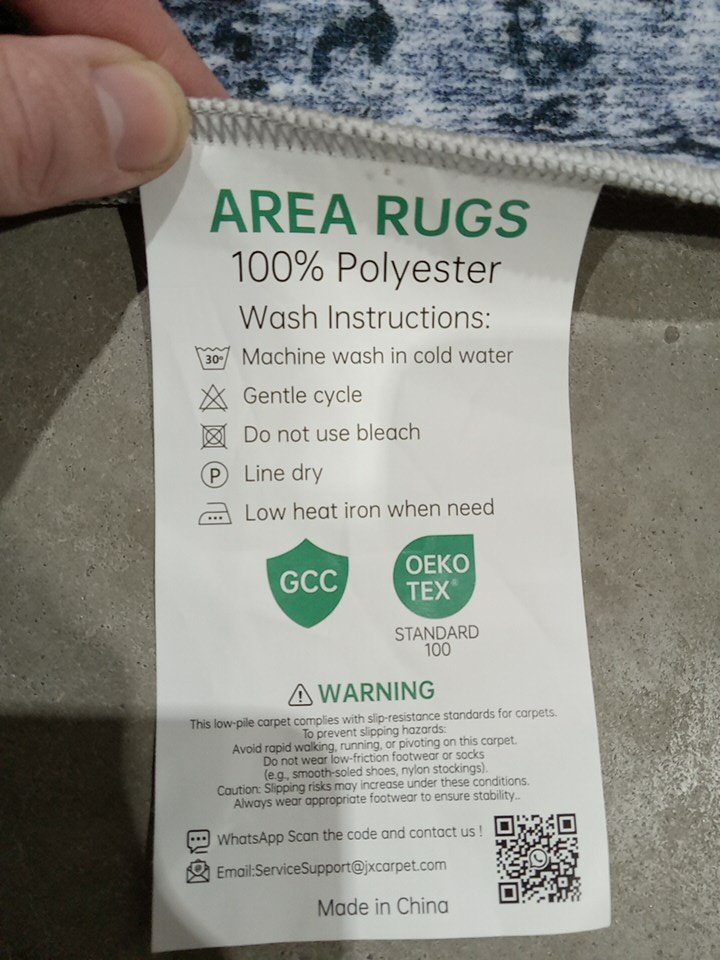 AREA RUGS
100% Polyester
Wash Instructions:
30° Machine wash in cold water
Gentle cycle
Do not use bleach
P Line dry
Low heat iron when need
GCC
OEKO
TEX®
STANDARD
100
WARNING
This low-pile carpet complies with slip-resistance standards for carpets.
To prevent slipping hazards:
Avoid rapid walking, running, or pivoting on this carpet.
Do not wear low-friction footwear or socks
(e.g., smooth-soled shoes, nylon stockings).
Caution: Slipping risks may increase under these conditions.
Always wear appropriate footwear to ensure stability..
WhatsApp Scan the code and contact us !
Email:ServiceSupport@jxcarpet.com
Made in China